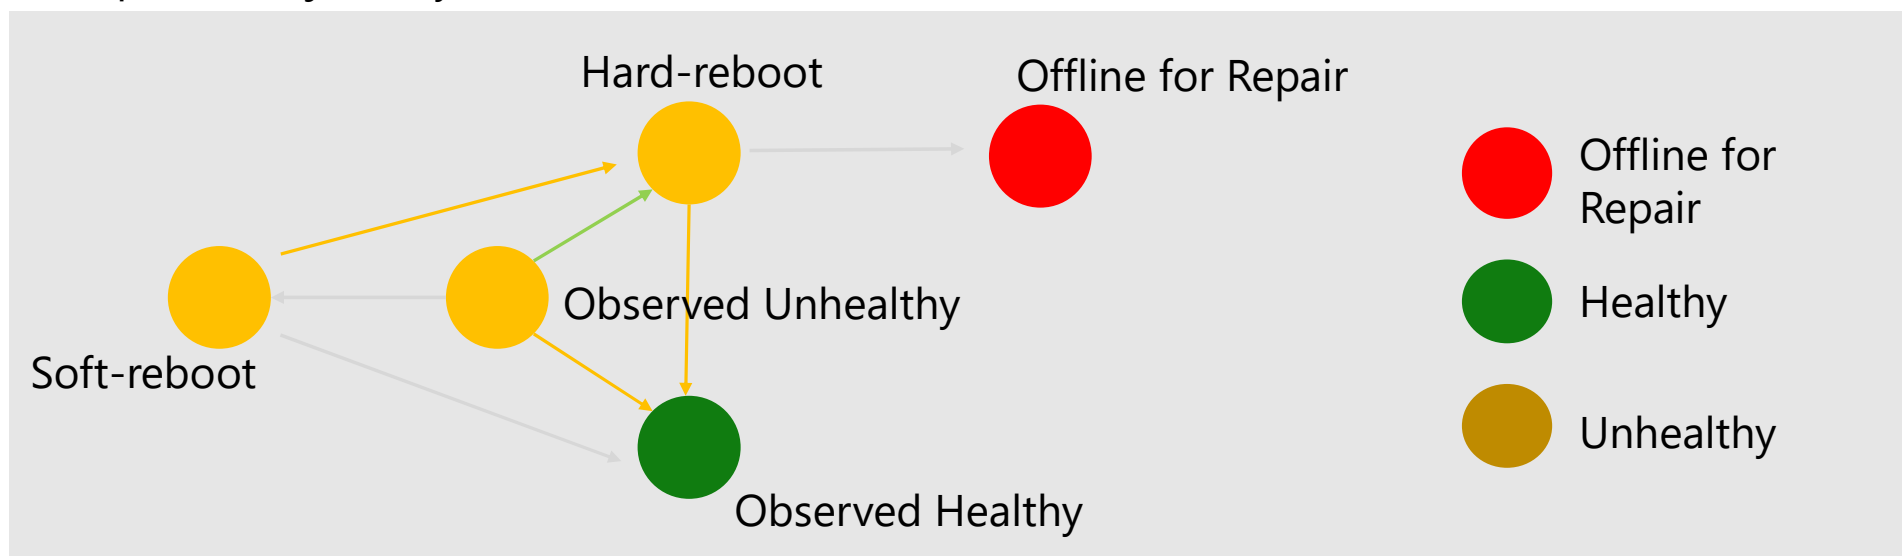 Hard-reboot
Offline for Repair
Observed Unhealthy
Soft-reboot
Observed Healthy
Offline for
Repair
Healthy
Unhealthy